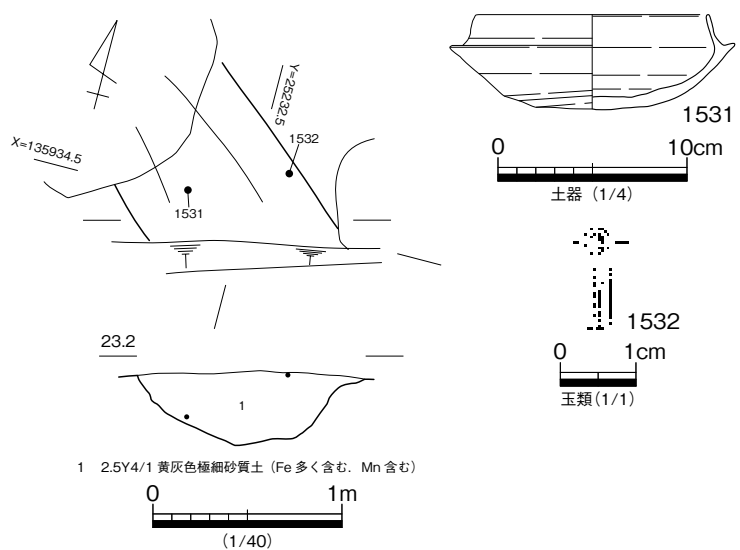 Y=25232.5
X=135934.5
1532
1531
1531
0 10cm
土器（1/4）
1532
0 1cm
玉類(1/1)
23.2
1
1 2.5Y4/1 黄灰色極細砂質土（Fe 多く含む．Mn 含む）
0 1m
(1/40)